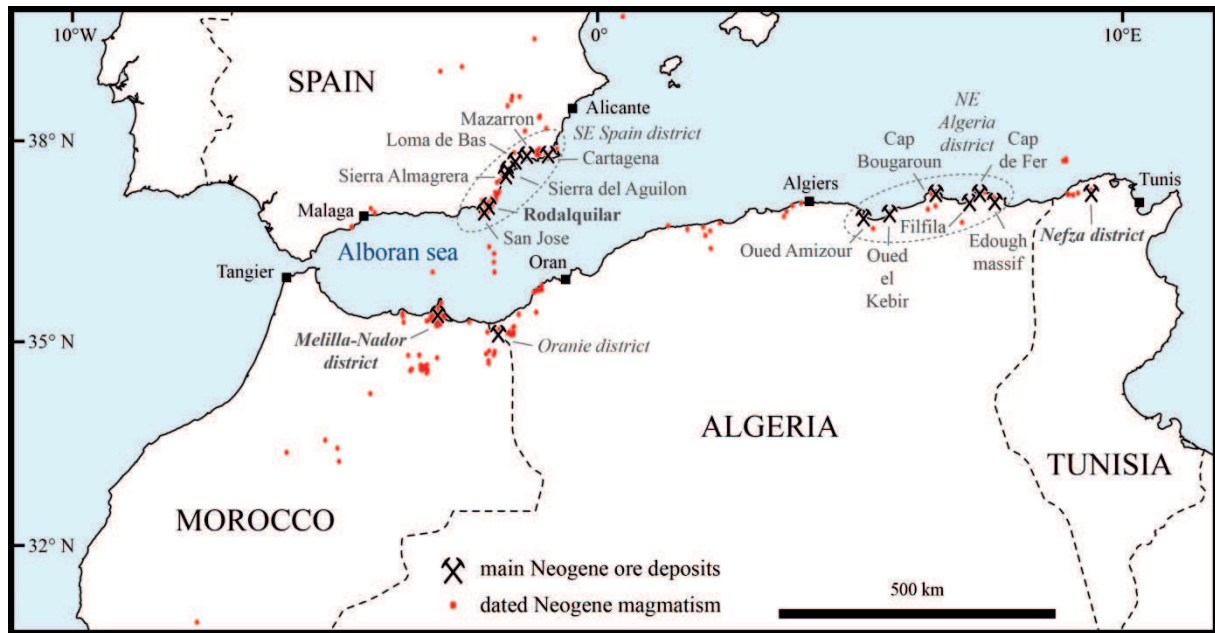 10°W
0°
10°E
SPAIN
Alicante
Mazarron
SE Spain district
38° N
Loma de Bas
Cartagena
Sierra Almagrera
Sierra del Aguilon
Malaga
Rodalquilar
San Jose
Alboran sea
Tangier
Oran
NE
Algeria
district
Cap
Bougaroun
Cap
de Fer
Algiers
Tunis
Oued Amizour
Filfila
Oued
el
Kebir
Edough
massif
Nefza district
35° N
Melilla-Nador
district
Oranie district
ALGERIA
TUNISIA
MOROCCO
32° N
main Neogene ore deposits
dated Neogene magmatism
500 km